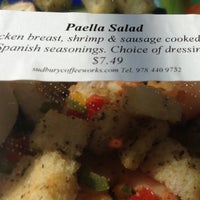 Paella Salad
cken breast, shrimp & sausage cooked
Spanish seasonings. Choice of dressin
$7.49
sudburycoffeeworks.com Tel. 978 440 9752